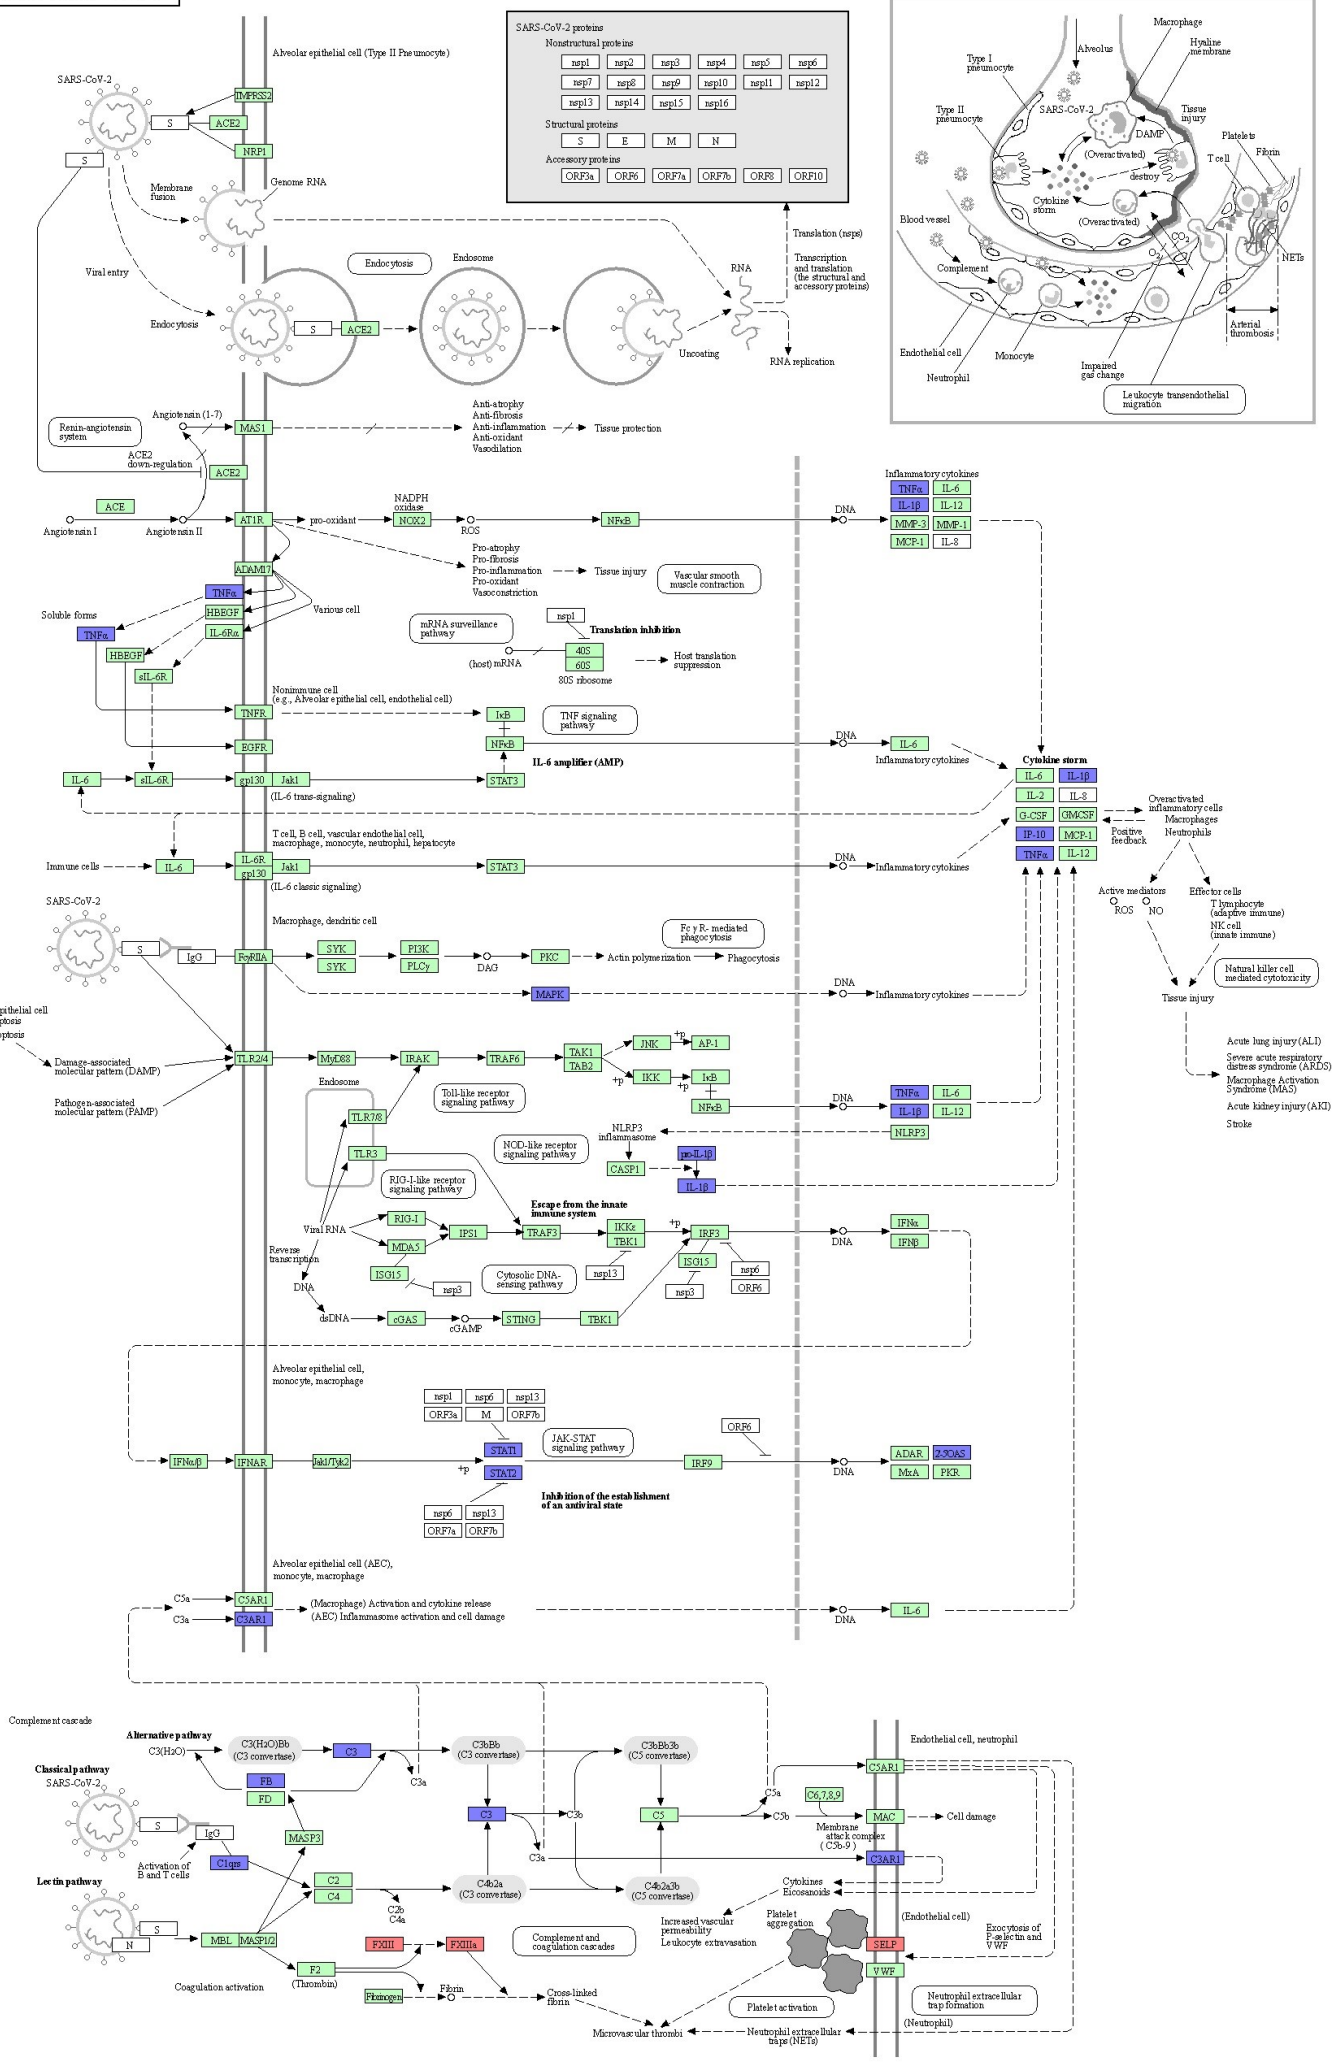 SARS-CoV-2 proteins
Nonstructural proteins
nsp1 nsp2 nsp3 nsp4 nsp5 nsp6
nsp7 nsp8 nsp9 nsp10 nsp11 nsp12
nsp13 nsp14 nsp15 nsp16
Structural proteins
S E M N
Accessory proteins
ORF3a ORF6 ORF7a ORF7b ORF8 ORF10
Alveolar epithelial cell (Type II Pneumocyte)
SARS-CoV-2
TMPRSS2
S
ACE2
NRP1
S
Membrane
fusion
Genome RNA
Viral entry
Endocytosis
Endocytosis
Endosome
S
ACE2
Uncoating
RNA
Translation (nsps)
Transcription
and translation
(the structural and
accessory proteins)
RNA replication
Macrophage
Alveolus
Hyaline
membrane
Type I
pneumocyte
SARS-CoV-2
Type II
pneumocyte
Tissue
injury
DAMP
Platelets
(Overactivated)
T cell
Fibrin
destroy
Cytokine
storm
(Overactivated)
Blood vessel
CO2
O2
NETs
Complement
Arterial
thrombosis
Endothelial cell
Monocyte
Neutrophil
Impaired
gas change
Leukocyte transendothelial
migration
Renin-angiotensin
system
Angiotensin (1-7)
MAS1
Anti-atrophy
Anti-fibrosis
Anti-inflammation
Anti-oxidant
Vasodilation
Tissue protection
ACE2
down-regulation
ACE2
ACE
Angiotensin I
Angiotensin II
AT1R
pro-oxidant
NADPH
oxidase
NOX2
ROS
NFκB
DNA
Inflammatory cytokines
TNFα IL-6
IL-1β IL-12
MMP-3 MMP-1
MCP-1 IL-8
Pro-atrophy
Pro-fibrosis
Pro-inflammation
Pro-oxidant
Vasoconstriction
Tissue injury
Vascular smooth
muscle contraction
ADAM17
TNFα
HBEGF
IL-6Rα
Various cell
Soluble forms
TNFα
HBEGF
sIL-6R
mRNA surveillance
pathway
nsp1
Translation inhibition
(host) mRNA
40S
60S
80S ribosome
Host translation
suppression
Nonimmune cell
(e.g., Alveolar epithelial cell, endothelial cell)
TNFR
EGFR
IκB
NFκB
TNF signaling
pathway
IL-6 amplifier (AMP)
DNA
IL-6
Inflammatory cytokines
IL-6
sIL-6R
gp130 Jak1
STAT3
(IL-6 trans-signaling)
Cytokine storm
IL-6 IL-1β
IL-2 IL-8
G-CSF GMCSF
IP-10 MCP-1
TNFα IL-12
Positive
feedback
Overactivated
inflammatory cells
Macrophages
Neutrophils
Active mediators
ROS NO
Effector cells
T lymphocyte
(adaptive immune)
NK cell
(innate immune)
Natural killer cell
mediated cytotoxicity
Tissue injury
Acute lung injury (ALI)
Severe acute respiratory
distress syndrome (ARDS)
Macrophage Activation
Syndrome (MAS)
Acute kidney injury (AKI)
Stroke
T cell, B cell, vascular endothelial cell,
macrophage, monocyte, neutrophil, hepatocyte
Immune cells
IL-6
IL-6R
gp130
Jak1
STAT3
(IL-6 classic signaling)
DNA
Inflammatory cytokines
SARS-CoV-2
Macrophage, dendritic cell
S
IgG
FcγRIIA
SYK
SYK
PI3K
PLCγ
DAG
PKC
Actin polymerization
Phagocytosis
Fc γ R- mediated
phagocytosis
MAPK
DNA
Inflammatory cytokines
pithelial cell
ptosis
optosis
Damage-associated
molecular pattern (DAMP)
Pathogen-associated
molecular pattern (PAMP)
TLR2/4
MyD88
IRAK
TRAF6
TAK1
TAB2
JNK
+p
AP-1
+p
IKK
+p
IκB
NFκB
DNA
TNFα IL-6
IL-1β IL-12
NLRP3
Endosome
TLR7/8
TLR3
Toll-like receptor
signaling pathway
NOD-like receptor
signaling pathway
NLRP3
inflammasome
CASP1
pro-IL-1β
IL-1β
RIG-I-like receptor
signaling pathway
Escape from the innate
immune system
Viral RNA
RIG-I
MDA5
IPS1
TRAF3
IKKε
TBK1
+p
IRF3
DNA
IFNα
IFNβ
ISG15
nsp3
nsp13
ISG15
nsp3
nsp6
ORF6
Reverse
transcription
DNA
dsDNA
cGAS
cGAMP
STING
TBK1
Cytosolic DNA-
sensing pathway
Alveolar epithelial cell,
monocyte, macrophage
nsp1 nsp6 nsp13
ORF3a M ORF7b
JAK-STAT
signaling pathway
ORF6
IFNα/β
IFNAR
Jak1/Tyk2
+p
STAT1
STAT2
IRF9
DNA
ADAR 2-5OAS
MxA PKR
nsp6 nsp13
ORF7a ORF7b
Inhibition of the establishment
of an antiviral state
Alveolar epithelial cell (AEC),
monocyte, macrophage
C5a
C3a
C5AR1
C3AR1
(Macrophage) Activation and cytokine release
(AEC) Inflammasome activation and cell damage
DNA
IL-6
Complement cascade
Alternative pathway
C3(H2O)
C3(H2O)Bb
(C3 convertase)
C3
C3a
C3bBb
(C3 convertase)
C3bBb3b
(C5 convertase)
FB
FD
Classical pathway
SARS-CoV-2
S
IgG
Activation of
B and T cells
C1qrs
MASP3
C2
C4
C2b
C4a
C3
C3b
C3a
C4b2a
(C3 convertase)
C4b2a3b
(C5 convertase)
C5
C5a
C5b
C6,7,8,9
Membrane
attack complex
( C5b-9 )
Endothelial cell, neutrophil
C5AR1
MAC
Cell damage
C3AR1
Cytokines
Eicosanoids
Increased vascular
permeability
Leukocyte extravasation
Lectin pathway
S
N
MBL MASP1/2
Coagulation activation
F2
(Thrombin)
FXIII
FXIIIa
Fibrinogen
Fibrin
Cross-linked
fibrin
Complement and
coagulation cascades
Platelet
aggregation
(Endothelial cell)
SELP
VWF
Exocytosis of
P-selectin and
VWF
Platelet activation
Neutrophil extracellular
trap formation
(Neutrophil)
Microvascular thrombi
Neutrophil extracellular
traps (NETs)